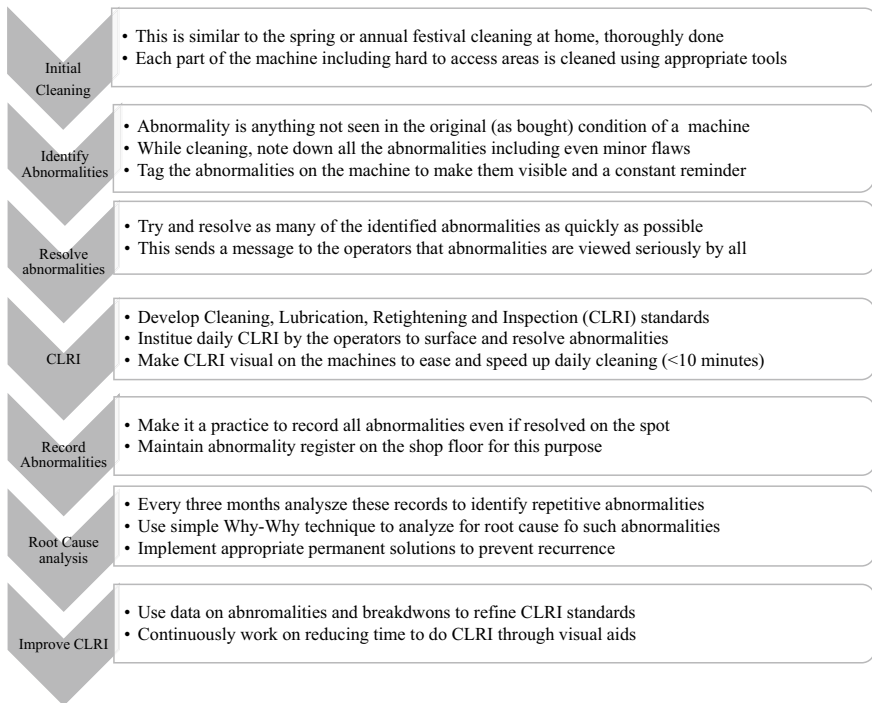 Initial
Cleaning
• This is similar to the spring or annual festival cleaning at home, thoroughly done
• Each part of the machine including hard to access areas is cleaned using appropriate tools
Identify
Abnormalities
• Abnormality is anything not seen in the original (as bought) condition of a machine
• While cleaning, note down all the abnormalities including even minor flaws
• Tag the abnormalities on the machine to make them visible and a constant reminder
Resolve
abnormalities
• Try and resolve as many of the identified abnormalities as quickly as possible
• This sends a message to the operators that abnormalities are viewed seriously by all
CLRI
• Develop Cleaning, Lubrication, Retightening and Inspection (CLRI) standards
• Institue daily CLRI by the operators to surface and resolve abnormalities
• Make CLRI visual on the machines to ease and speed up daily cleaning (<10 minutes)
Record
Abnormalities
• Make it a practice to record all abnormalities even if resolved on the spot
• Maintain abnormality register on the shop floor for this purpose
Root Cause
analysis
• Every three months analysze these records to identify repetitive abnormalities
• Use simple Why-Why technique to analyze for root cause fo such abnormalities
• Implement appropriate permanent solutions to prevent recurrence
Improve CLRI
• Use data on abnromalities and breakdwons to refine CLRI standards
• Continuously work on reducing time to do CLRI through visual aids